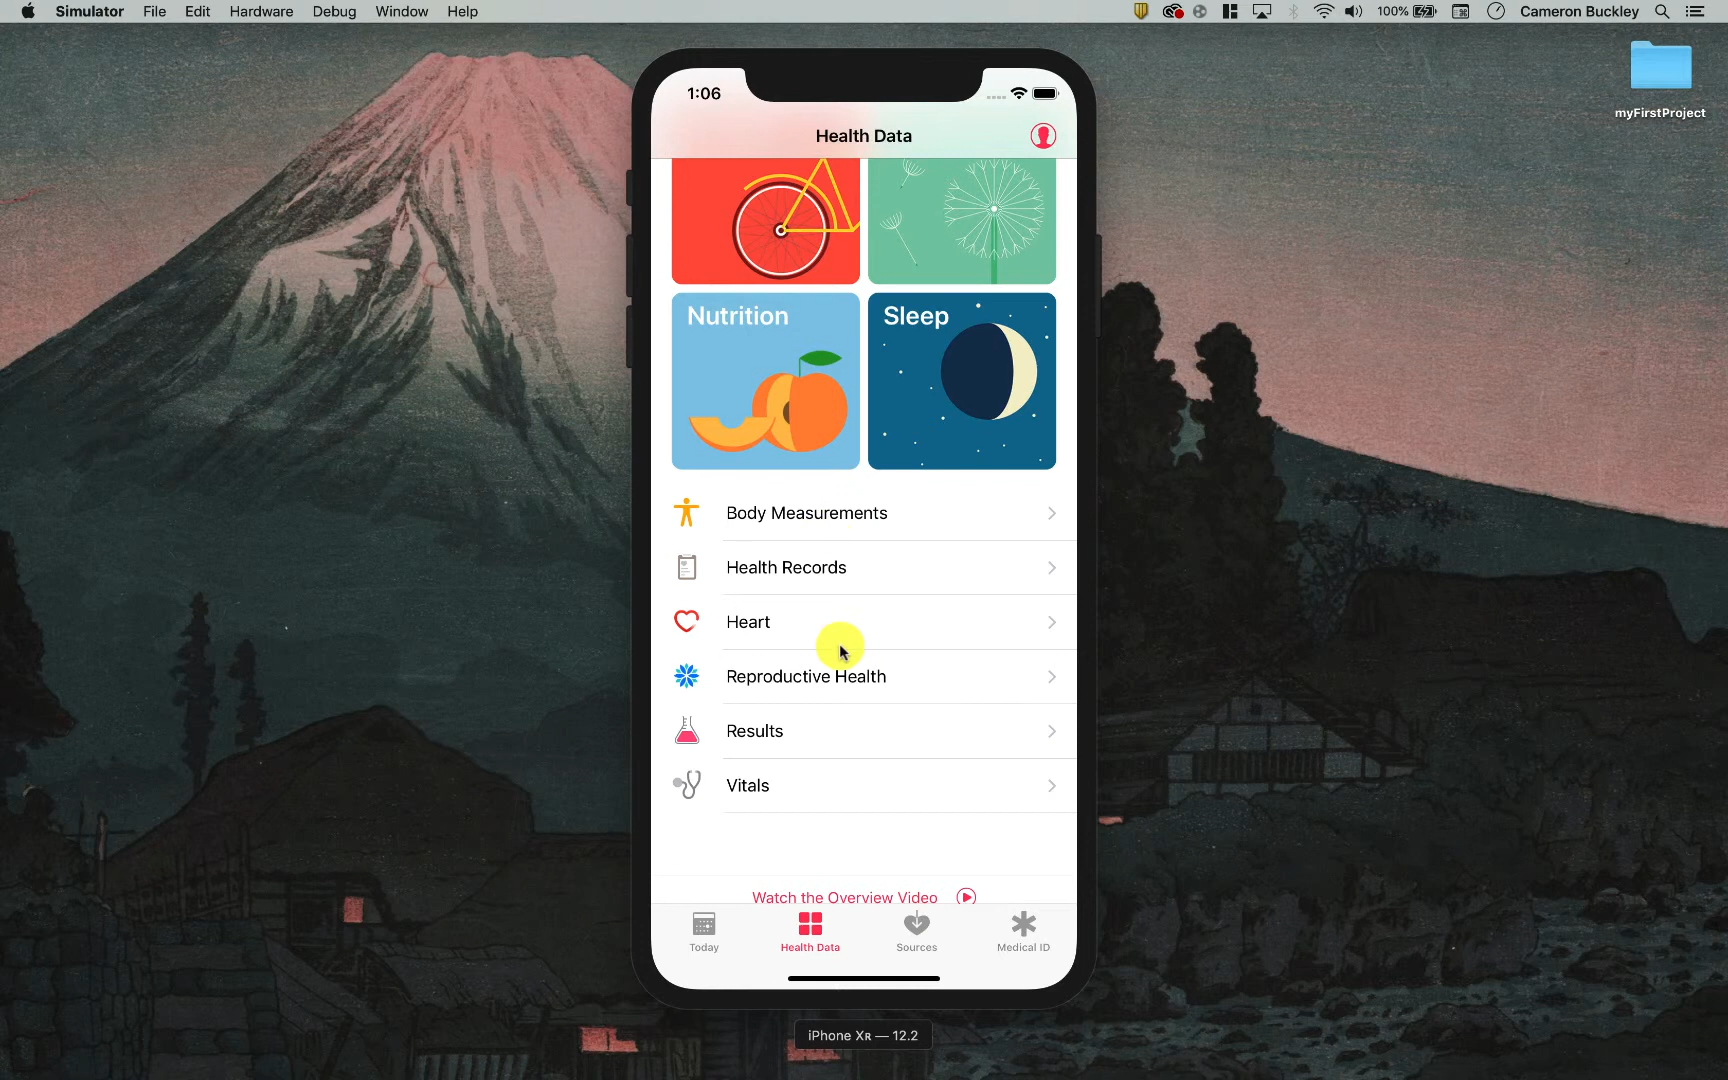 Simulator File Edit Hardware Debug Window Help
100% Cameron Buckley
myFirstProject
1:06
Health Data
Nutrition
Sleep
Body Measurements
Health Records
Heart
Reproductive Health
Results
Vitals
Watch the Overview Video
Today
Health Data
Sources
Medical ID
iPhone XR — 12.2